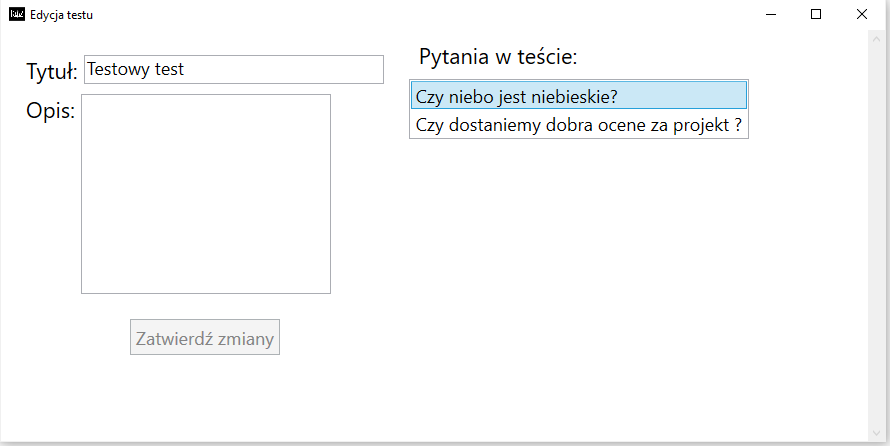 Edycja testu
Tytuł: Testowy test
Opis:
Zatwierdź zmiany
Pytania w teście:
Czy niebo jest niebieskie?
Czy dostaniemy dobra ocene za projekt ?